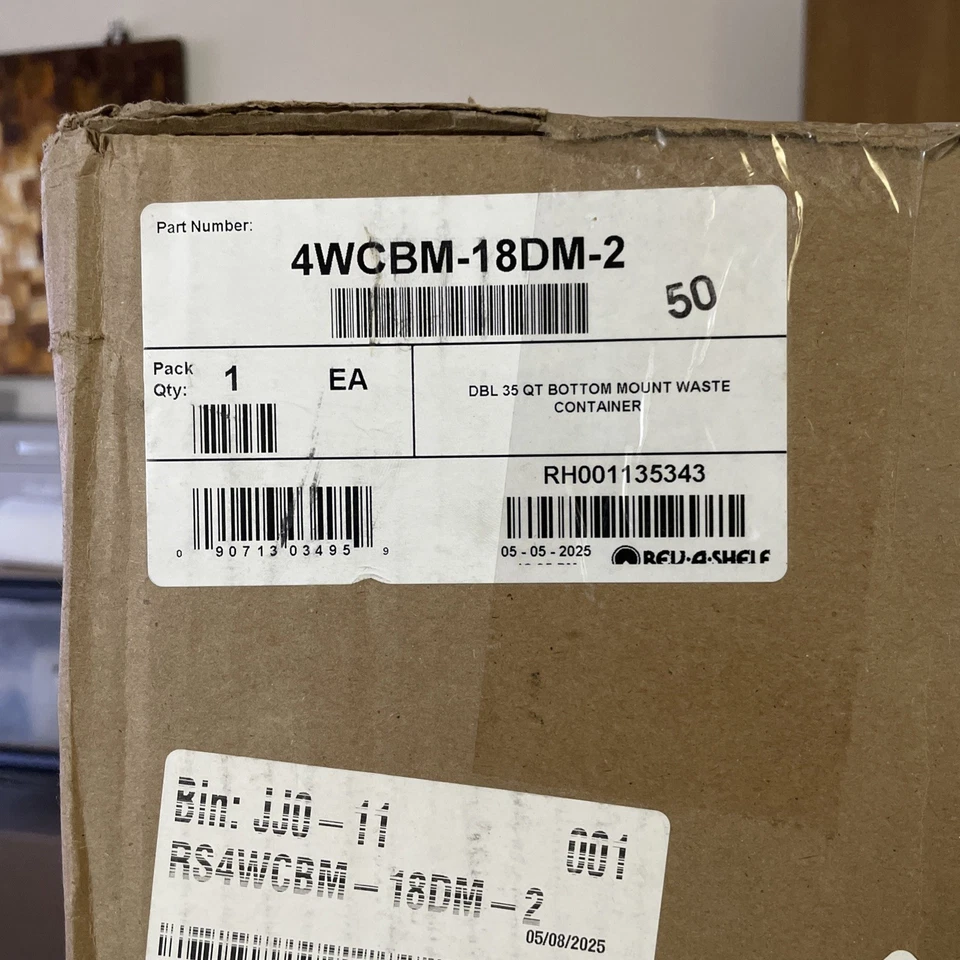 Part Number:
4WCBM-18DM-2
50
Pack
Qty:
1
EA
DBL 35 QT BOTTOM MOUNT WASTE
CONTAINER
RH001135343
0 90713 03495 9
05 - 05 - 2025
REV-A-SHELF
Bin: JJ0-11
001
RS4WCBM-18DM-2
05/08/2025